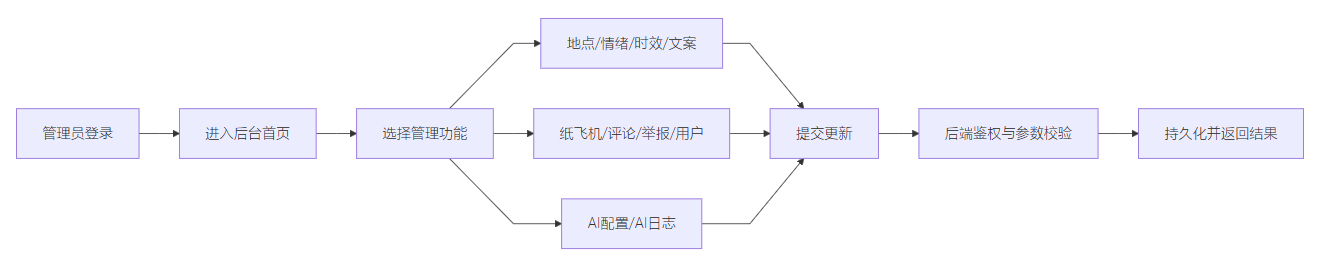 管理员登录
进入后台首页
选择管理功能
地点/情绪/时效/文案
纸飞机/评论/举报/用户
AI配置/AI日志
提交更新
后端鉴权与参数校验
持久化并返回结果